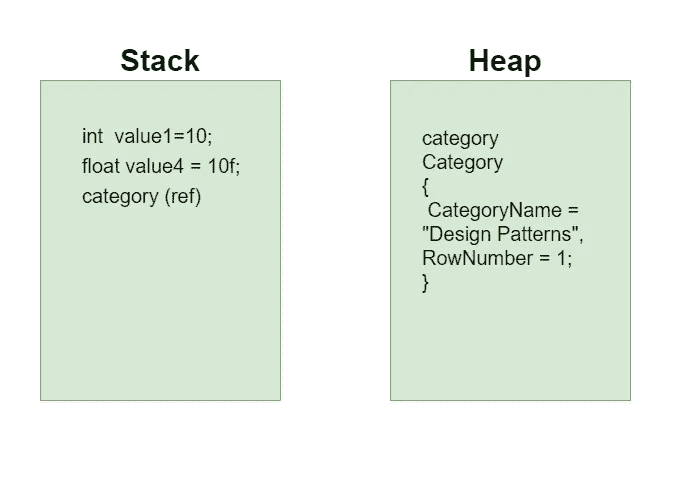 Stack
int  value1=10;
float value4 = 10f;
category (ref)
Heap
category
Category
{
 CategoryName =
"Design Patterns",
RowNumber = 1;
}